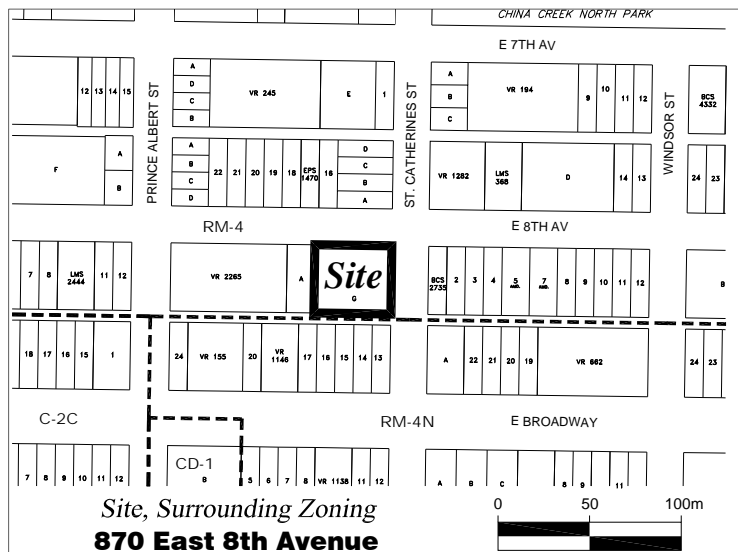 CHINA CREEK NORTH PARK
E 7TH AV
12 13 14 15
A
D
C
B
VR 245
E
1
A
B
C
VR 194
9
10
11
12
BCS
4332
PRINCE ALBERT ST
ST. CATHERINES ST
WINDSOR ST
F
A
B
A
B
C
D
22 21 20 19 18
EPS
1470
16
D
C
B
A
VR 1282
LMS
368
D
14 13
24 23
RM-4
E 8TH AV
7 8
LMS
2444
11 12
VR 2265
A
Site
G
BCS
2735
2 3 4
5
AMD.
7
AMD.
8 9 10 11 12
B
18 17 16 15 1
24
VR 155
20
VR
1146
17 16 15 14 13
A
22 21 20 19
VR 662
24 23
C-2C
RM-4N
E BROADWAY
7 8 9 10 11 12
CD-1
B
5 6 7 8
VR 1138
11 12
A
B
C
8 9
11
Site, Surrounding Zoning
870 East 8th Avenue
0 50 100m